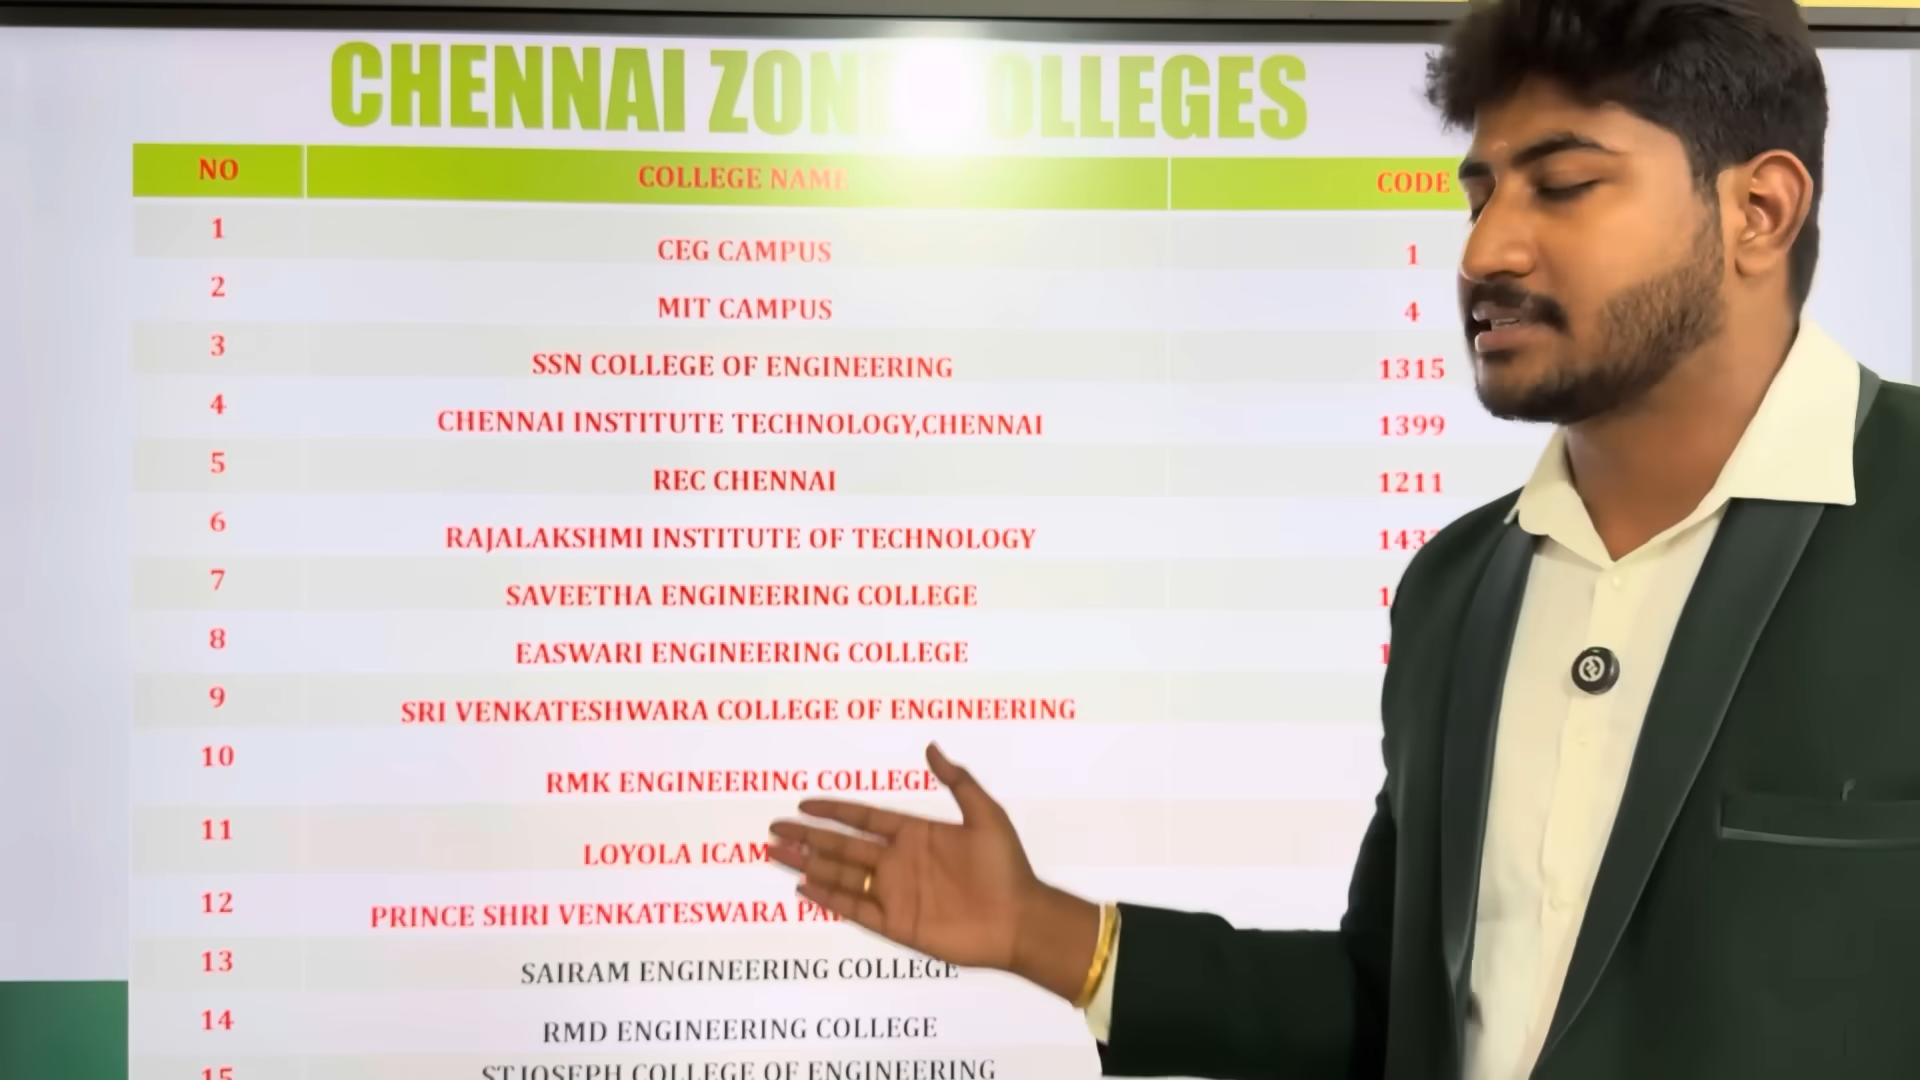 CHENNAI ZON OLLEGES
NO COLLEGE NAME CODE
1 CEG CAMPUS 1
2 MIT CAMPUS 4
3 SSN COLLEGE OF ENGINEERING 1315
4 CHENNAI INSTITUTE TECHNOLOGY,CHENNAI 1399
5 REC CHENNAI 1211
6 RAJALAKSHMI INSTITUTE OF TECHNOLOGY
7 SAVEETHA ENGINEERING COLLEGE
8 EASWARI ENGINEERING COLLEGE
9 SRI VENKATESHWARA COLLEGE OF ENGINEERING
10 RMK ENGINEERING COLLEGE
11 LOYOLA ICAM
12 PRINCE SHRI VENKATESWARA
13 SAIRAM ENGINEERING COLLEGE
14 RMD ENGINEERING COLLEGE
15 ST.JOSEPH COLLEGE OF ENGINEERING